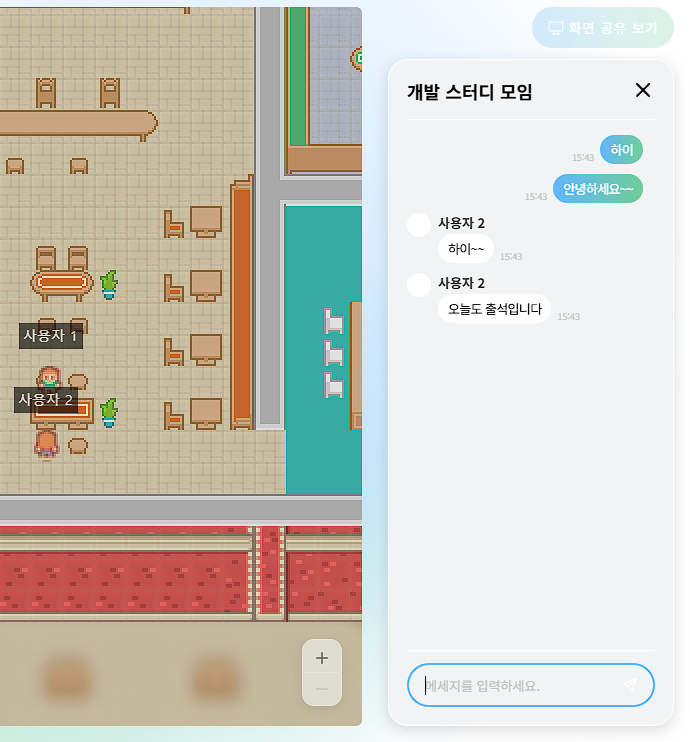 화면 공유 보기
개발 스터디 모임
하이
15:43
안녕하세요~~
15:43
사용자 2
하이~~
15:43
사용자 2
오늘도 출석입니다
15:43
사용자 1
사용자 2
메세지를 입력하세요.